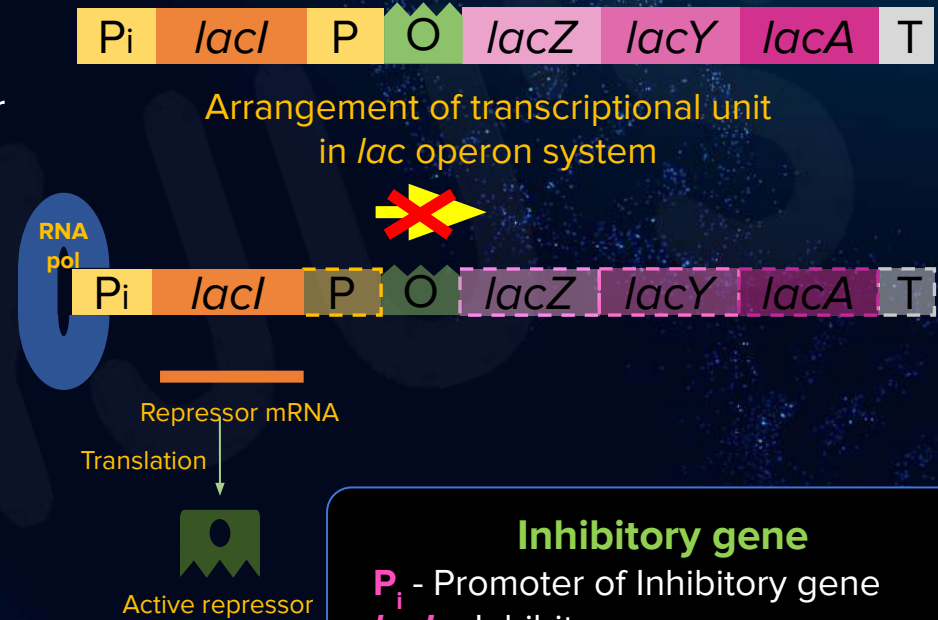 Pi lacI P O lacZ lacY lacA T
Arrangement of transcriptional unit
in lac operon system
RNA
pol
Pi lacI P O lacZ lacY lacA T
Repressor mRNA
Translation
Active repressor
Inhibitory gene
Pi - Promoter of Inhibitory gene